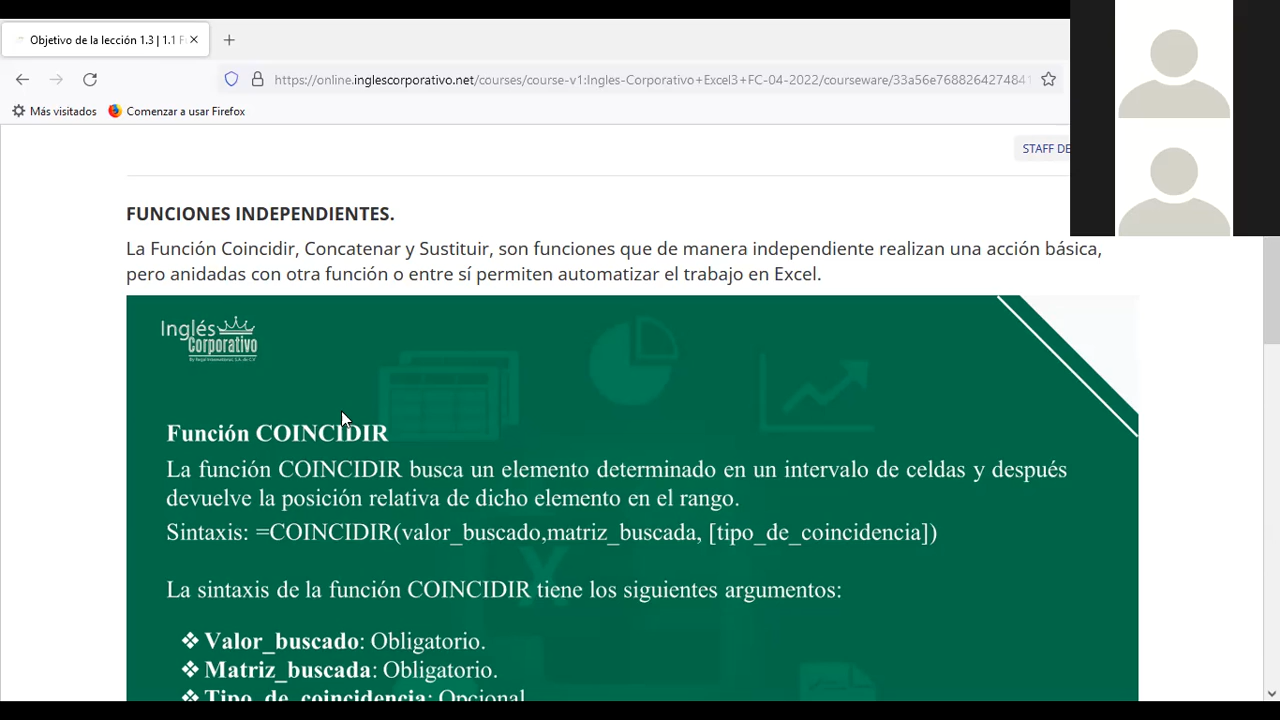 Objetivo de la lección 1.3 | 1.1 F
https://online.inglescorporativo.net/courses/course-v1:Ingles-Corporativo+Excel3+FC-04-2022/courseware/33a56e7688264274841
Más visitados
Comenzar a usar Firefox
STAFF DE
FUNCIONES INDEPENDIENTES.
La Función Coincidir, Concatenar y Sustituir, son funciones que de manera independiente realizan una acción básica,
pero anidadas con otra función o entre sí permiten automatizar el trabajo en Excel.
Inglés
Corporativo
Función COINCIDIR
La función COINCIDIR busca un elemento determinado en un intervalo de celdas y después
devuelve la posición relativa de dicho elemento en el rango.
Sintaxis: =COINCIDIR(valor_buscado,matriz_buscada, [tipo_de_coincidencia])
La sintaxis de la función COINCIDIR tiene los siguientes argumentos:
❖ Valor_buscado: Obligatorio.
❖ Matriz_buscada: Obligatorio.
❖ Tipo_de_coincidencia: Opcional